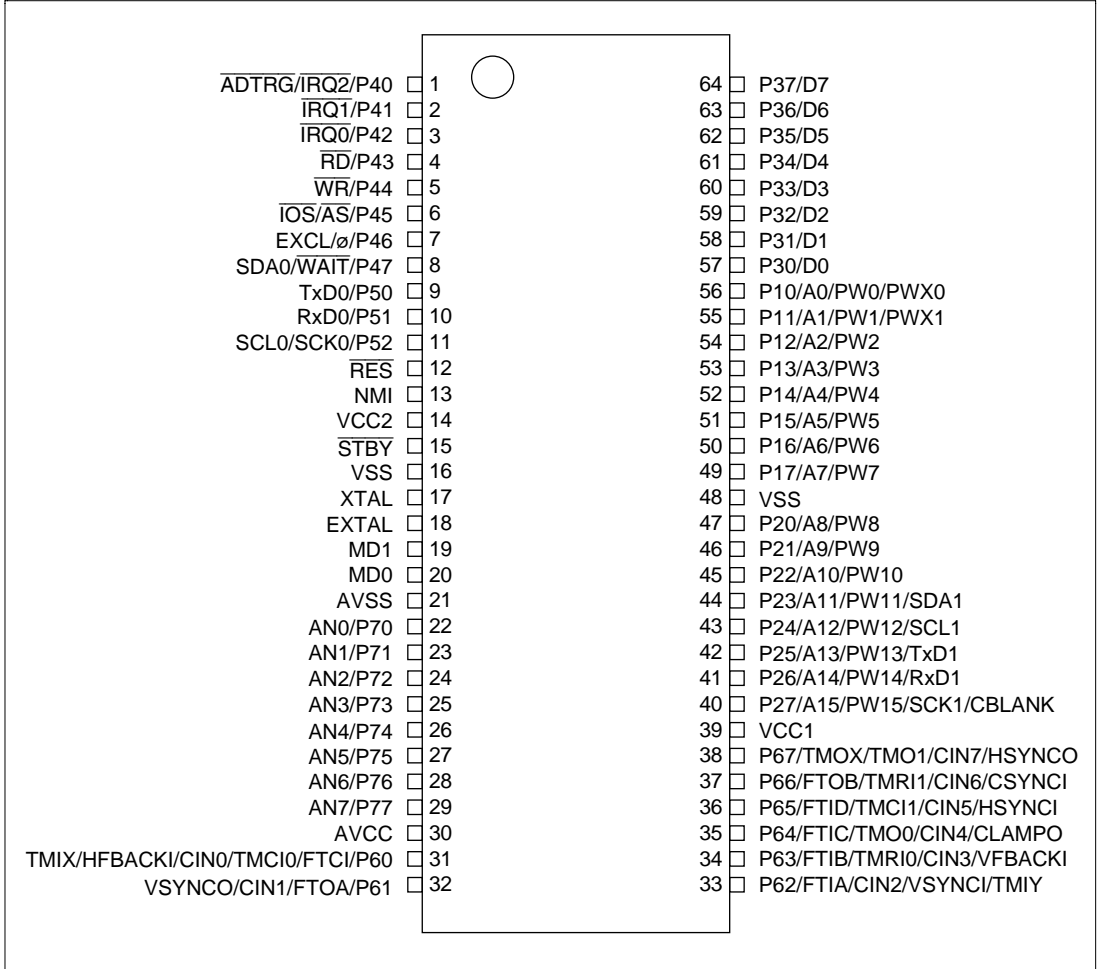 A̅D̅T̅R̅G̅/I̅R̅Q̅2̅/P40 1 64 P37/D7
I̅R̅Q̅1̅/P41 2 63 P36/D6
I̅R̅Q̅0̅/P42 3 62 P35/D5
R̅D̅/P43 4 61 P34/D4
W̅R̅/P44 5 60 P33/D3
I̅O̅S̅/A̅S̅/P45 6 59 P32/D2
EXCL/ø/P46 7 58 P31/D1
SDA0/W̅A̅I̅T̅/P47 8 57 P30/D0
TxD0/P50 9 56 P10/A0/PW0/PWX0
RxD0/P51 10 55 P11/A1/PW1/PWX1
SCL0/SCK0/P52 11 54 P12/A2/PW2
R̅E̅S̅ 12 53 P13/A3/PW3
NMI 13 52 P14/A4/PW4
VCC2 14 51 P15/A5/PW5
S̅T̅B̅Y̅ 15 50 P16/A6/PW6
VSS 16 49 P17/A7/PW7
XTAL 17 48 VSS
EXTAL 18 47 P20/A8/PW8
MD1 19 46 P21/A9/PW9
MD0 20 45 P22/A10/PW10
AVSS 21 44 P23/A11/PW11/SDA1
AN0/P70 22 43 P24/A12/PW12/SCL1
AN1/P71 23 42 P25/A13/PW13/TxD1
AN2/P72 24 41 P26/A14/PW14/RxD1
AN3/P73 25 40 P27/A15/PW15/SCK1/CBLANK
AN4/P74 26 39 VCC1
AN5/P75 27 38 P67/TMOX/TMO1/CIN7/HSYNCO
AN6/P76 28 37 P66/FTOB/TMRI1/CIN6/CSYNCI
AN7/P77 29 36 P65/FTID/TMCI1/CIN5/HSYNCI
AVCC 30 35 P64/FTIC/TMO0/CIN4/CLAMPO
TMIX/HFBACKI/CIN0/TMCI0/FTCI/P60 31 34 P63/FTIB/TMRI0/CIN3/VFBACKI
VSYNCO/CIN1/FTOA/P61 32 33 P62/FTIA/CIN2/VSYNCI/TMIY